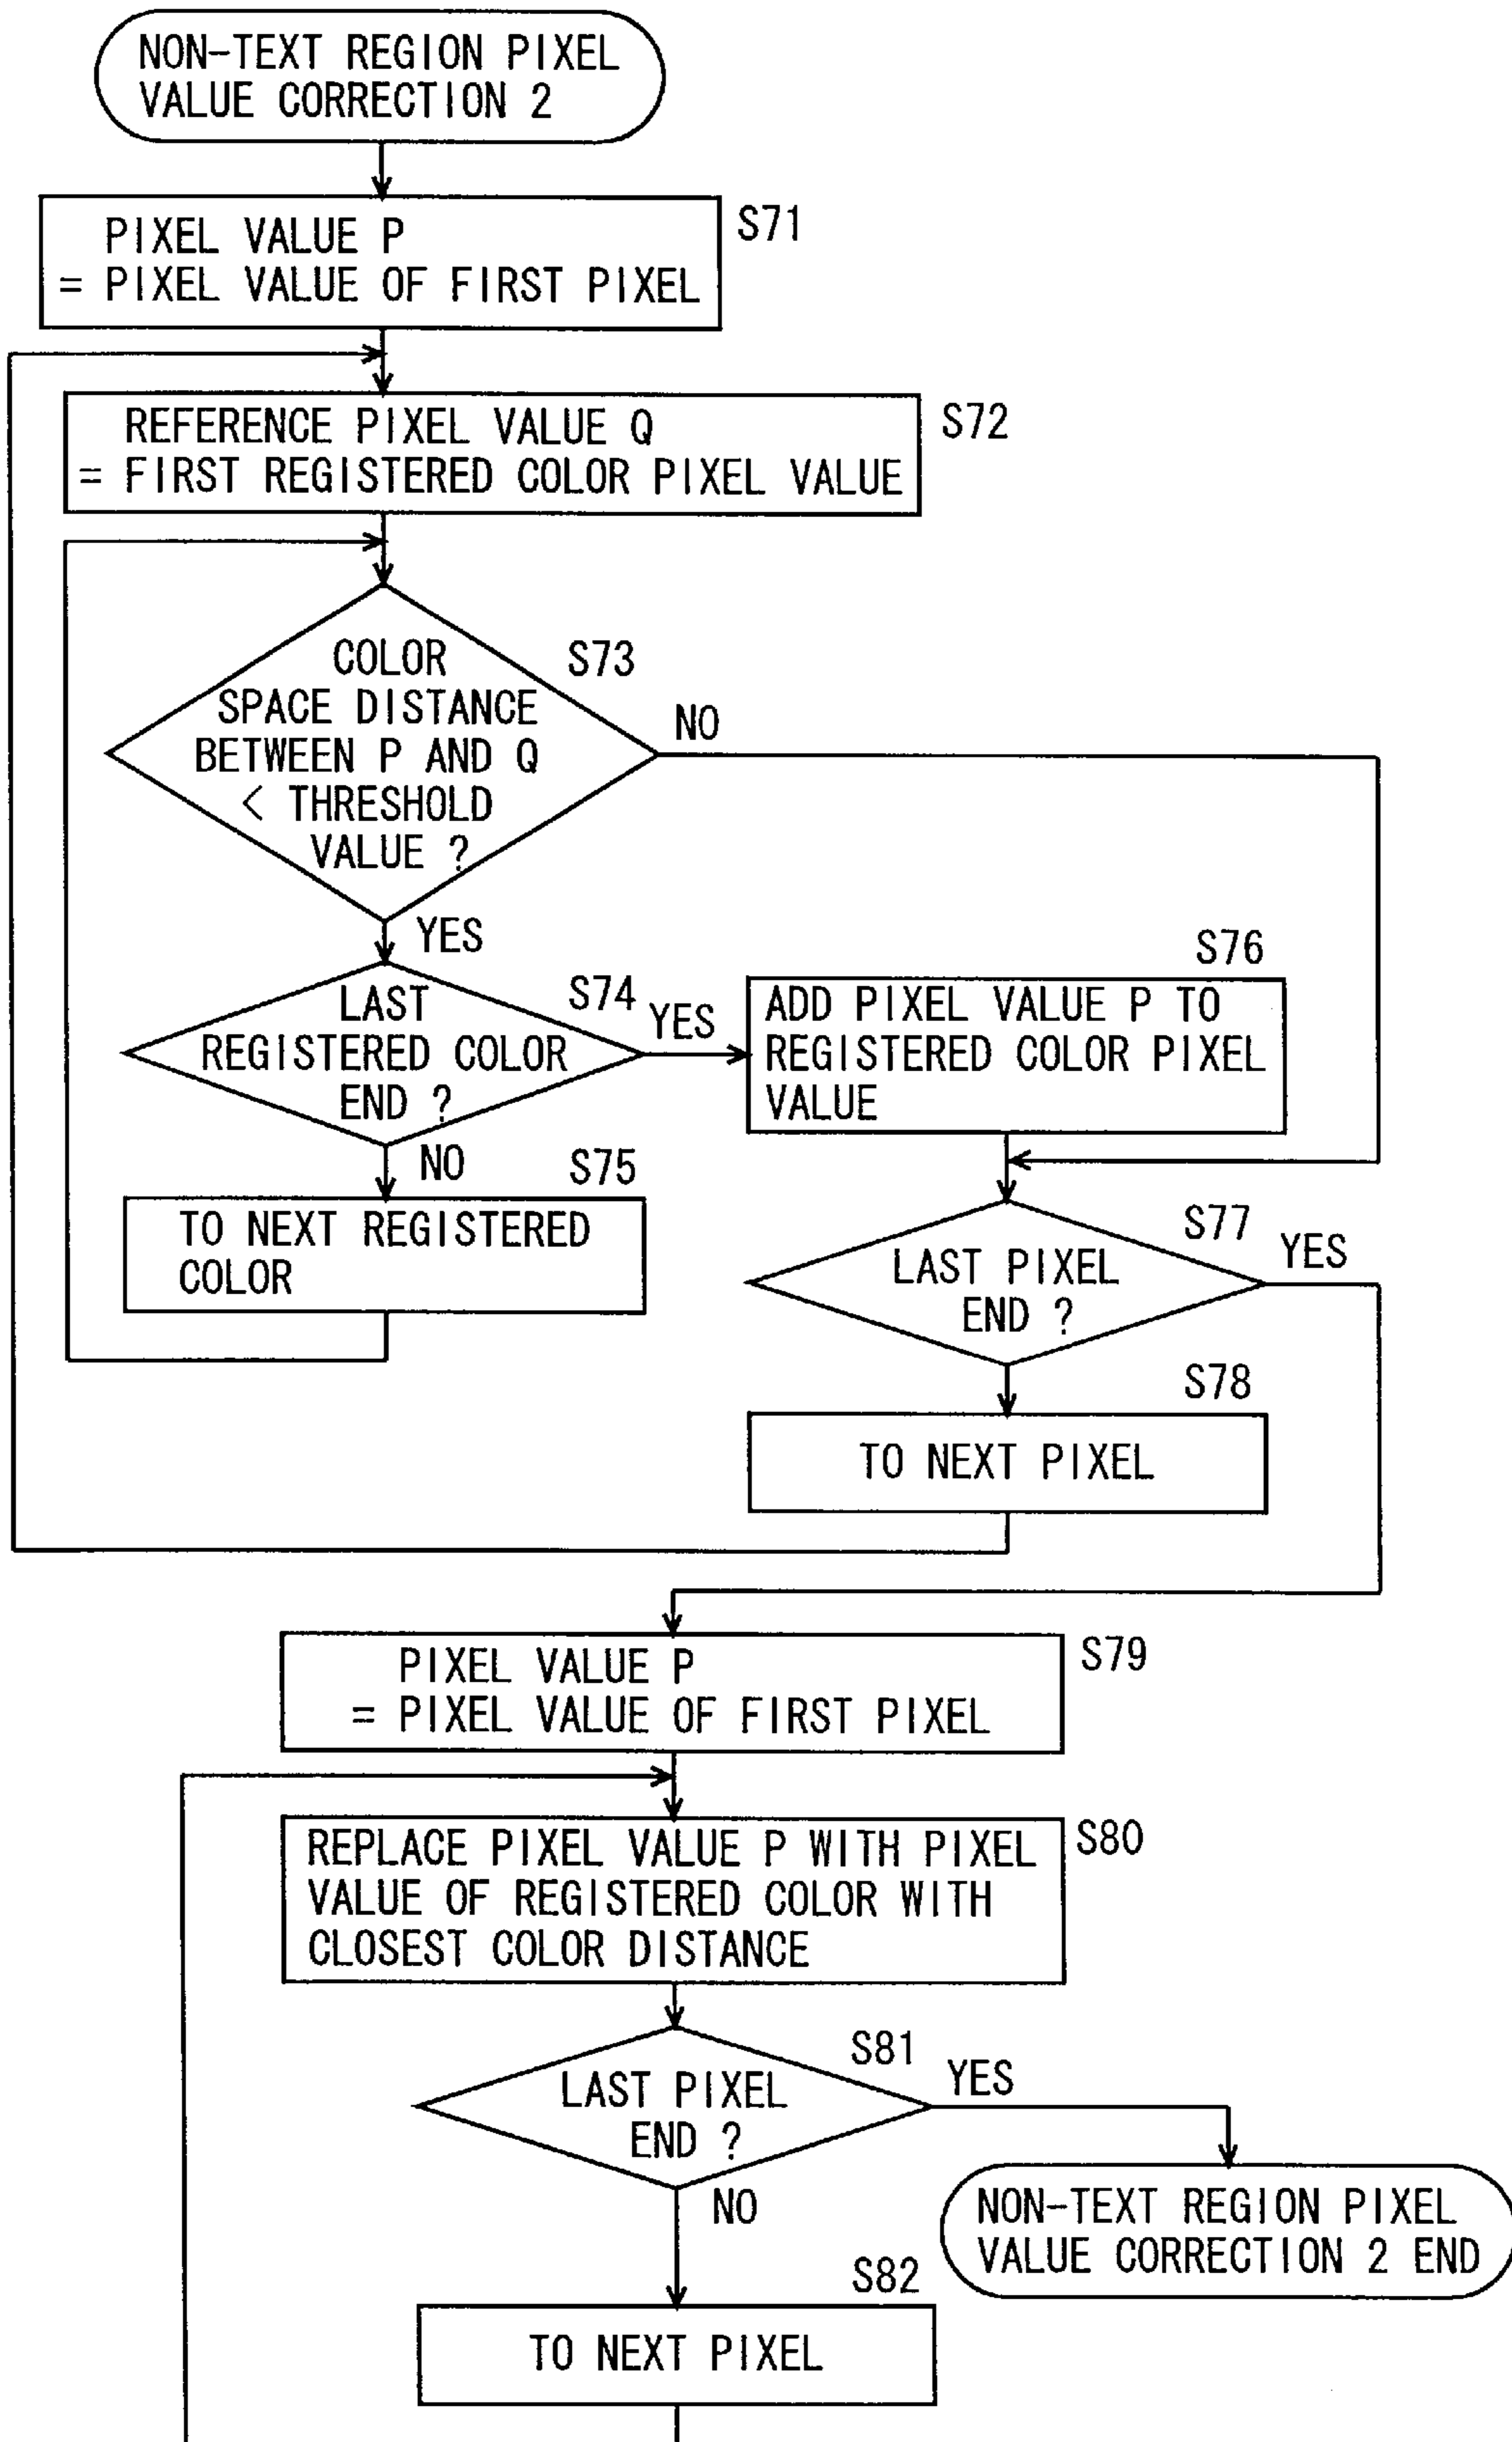 NON-TEXT REGION PIXEL
VALUE CORRECTION 2
PIXEL VALUE P
= PIXEL VALUE OF FIRST PIXEL
S71
REFERENCE PIXEL VALUE Q
= FIRST REGISTERED COLOR PIXEL VALUE
S72
COLOR
SPACE DISTANCE
BETWEEN P AND Q
< THRESHOLD
VALUE ?
S73
NO
YES
LAST
REGISTERED COLOR
END ?
S74
YES
S76
ADD PIXEL VALUE P TO
REGISTERED COLOR PIXEL
VALUE
NO
S75
TO NEXT REGISTERED
COLOR
S77
LAST PIXEL
END ?
YES
S78
TO NEXT PIXEL
PIXEL VALUE P
= PIXEL VALUE OF FIRST PIXEL
S79
REPLACE PIXEL VALUE P WITH PIXEL
VALUE OF REGISTERED COLOR WITH
CLOSEST COLOR DISTANCE
S80
S81
LAST PIXEL
END ?
YES
NO
NON-TEXT REGION PIXEL
VALUE CORRECTION 2 END
S82
TO NEXT PIXEL